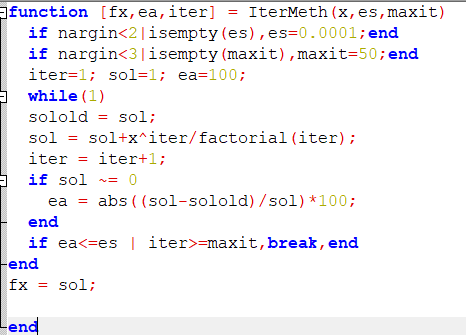 function [fx,ea,iter] = IterMeth(x,es,maxit)
if nargin<2|isempty(es),es=0.0001;end
if nargin<3|isempty(maxit),maxit=50;end
iter=1; sol=1; ea=100;
while(1)
solold = sol;
sol = sol+x^iter/factorial(iter);
iter = iter+1;
if sol ~= 0
ea = abs((sol-solold)/sol)*100;
end
if ea<=es | iter>=maxit,break,end
end
fx = sol;
end